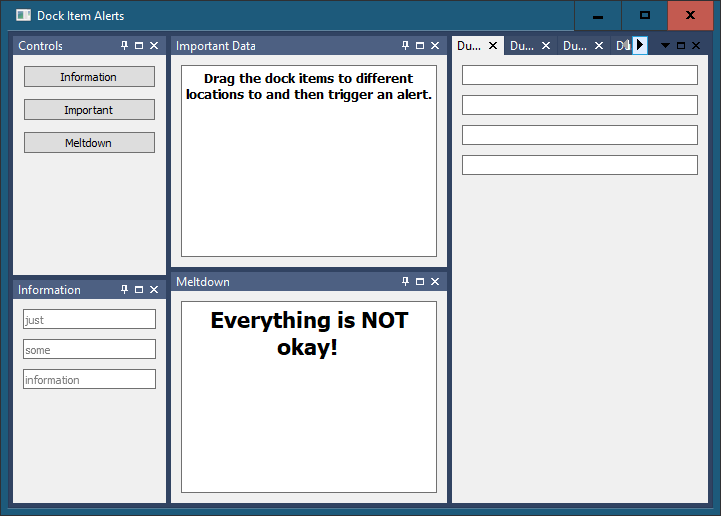 Dock Item Alerts
Controls
Information
Important
Meltdown
Important Data
Drag the dock items to different
locations to and then trigger an alert.
Du... Du... Du...
Information
just
some
information
Meltdown
Everything is NOT
okay!